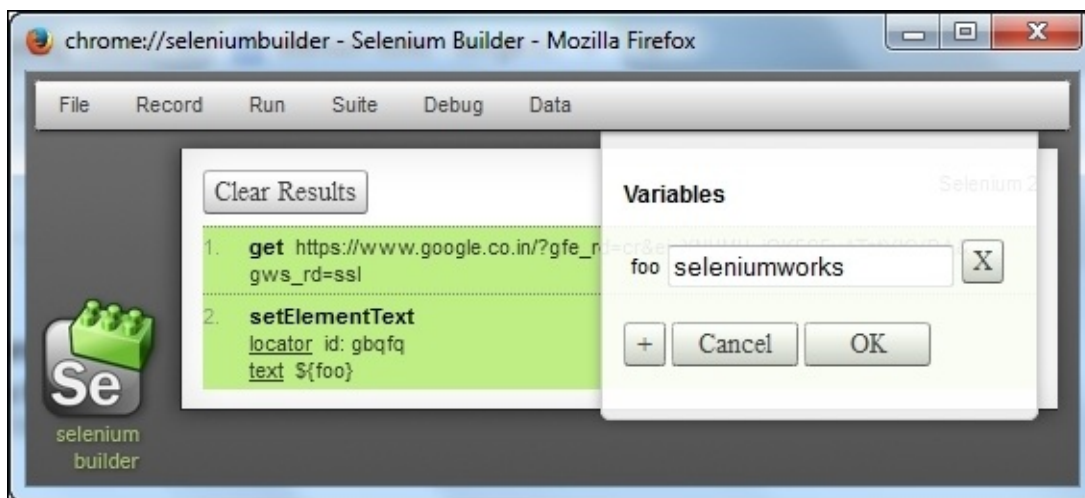 chrome://seleniumbuilder - Selenium Builder - Mozilla Firefox
File Record Run Suite Debug Data
Clear Results
1. get https://www.google.co.in/?gfe_rd=cr&
gws_rd=ssl
2. setElementText
locator id: gbqfq
text ${foo}
Selenium 2
Variables
foo seleniumworks X
+ Cancel OK
Se
selenium
builder